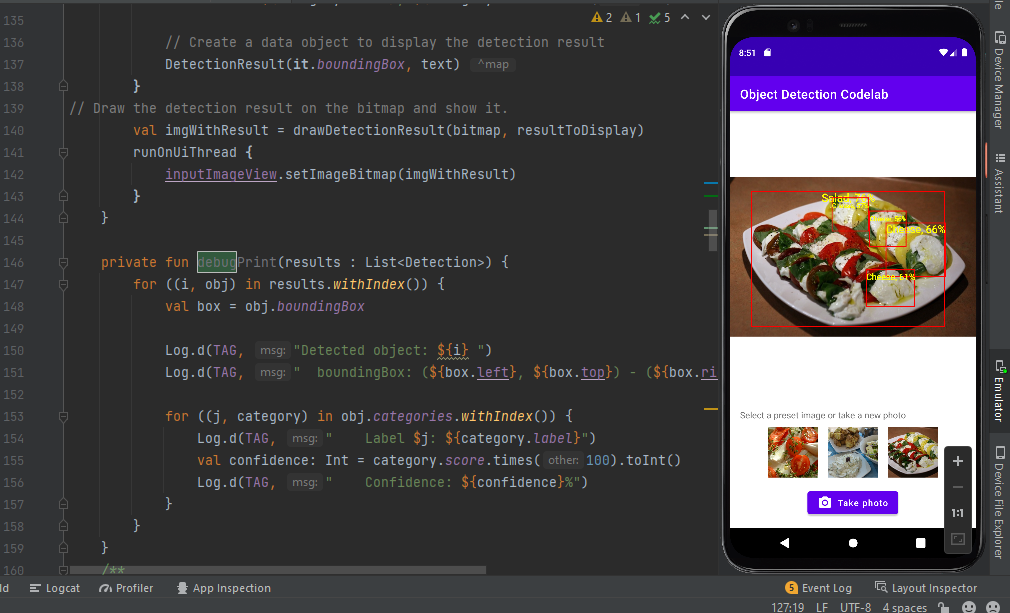 135
2 1 5
136 // Create a data object to display the detection result
137 DetectionResult(it.boundingBox, text) ^map
138 }
139 // Draw the detection result on the bitmap and show it.
140 val imgWithResult = drawDetectionResult(bitmap, resultToDisplay)
141 runOnUiThread {
142 inputImageView.setImageBitmap(imgWithResult)
143 }
144 }
145
146 private fun debugPrint(results : List<Detection>) {
147 for ((i, obj) in results.withIndex()) {
148 val box = obj.boundingBox
149
150 Log.d(TAG, msg: "Detected object: ${i} ")
151 Log.d(TAG, msg: "  boundingBox: (${box.left}, ${box.top}) - (${box.ri
152
153 for ((j, category) in obj.categories.withIndex()) {
154 Log.d(TAG, msg: "    Label $j: ${category.label}")
155 val confidence: Int = category.score.times( other: 100).toInt()
156 Log.d(TAG, msg: "    Confidence: ${confidence}%")
157 }
158 }
159 }
160 /**
8:51
Object Detection Codelab
Salad,
Cheese, 66%
Cheese, 61%
Select a preset image or take a new photo
Take photo
1:1
Device Manager
Assistant
Emulator
Device File Explorer
ld Logcat Profiler App Inspection 5 Event Log Layout Inspector
127:19 LF UTF-8 4 spaces